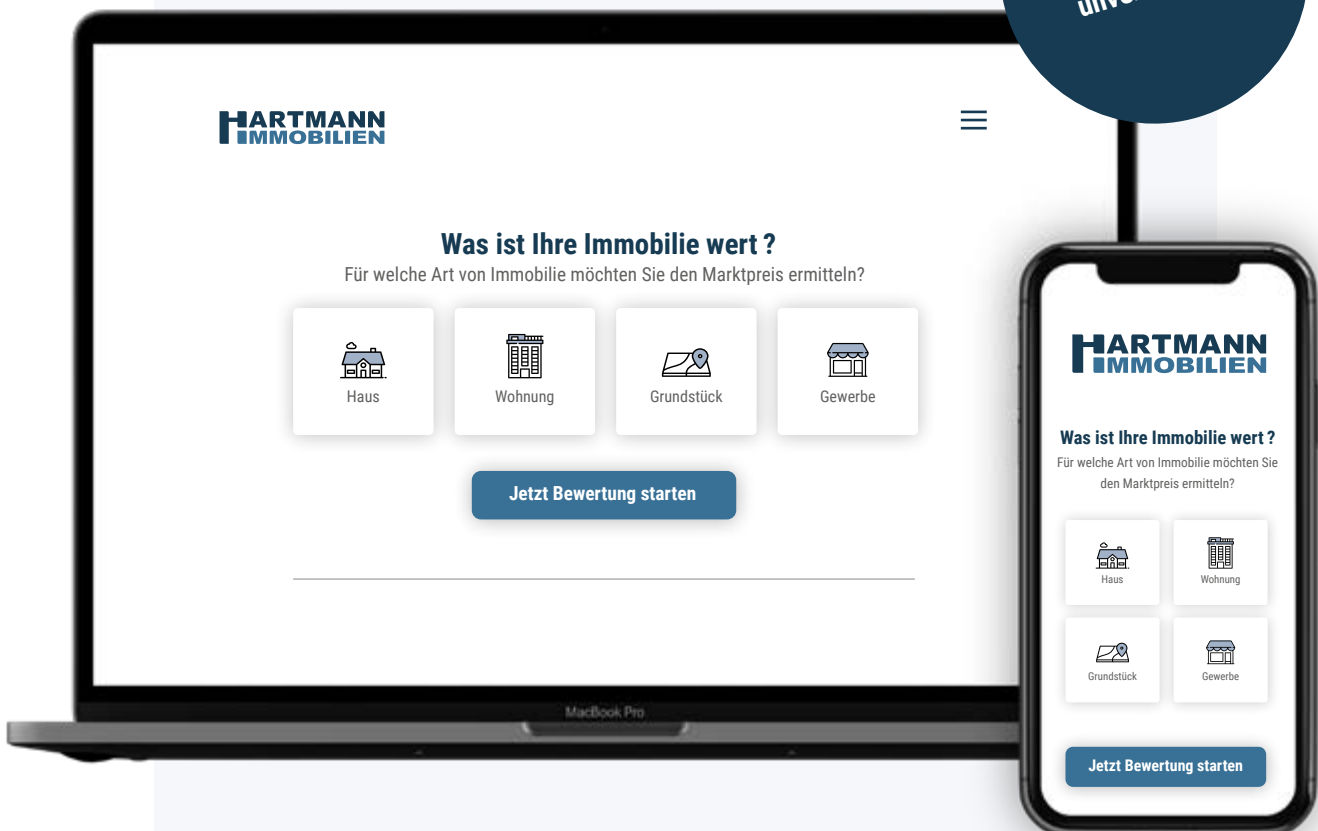 HARTMANN
IMMOBILIEN
Was ist Ihre Immobilie wert ?
Für welche Art von Immobilie möchten Sie den Marktpreis ermitteln?
Haus
Wohnung
Grundstück
Gewerbe
Jetzt Bewertung starten
MacBook Pro
HARTMANN
IMMOBILIEN
Was ist Ihre Immobilie wert ?
Für welche Art von Immobilie möchten Sie
den Marktpreis ermitteln?
Haus
Wohnung
Grundstück
Gewerbe
Jetzt Bewertung starten